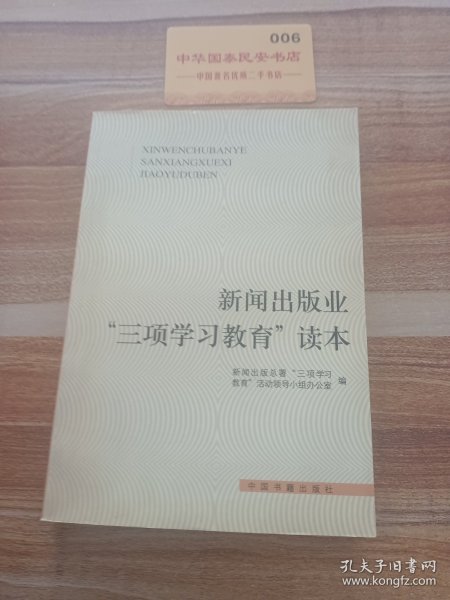 006
中华国泰民安书店
中国著名优质二手书店
XINWENCHUBANYE
SANXIANGXUEXI
JIAOYUDUBEN
新闻出版业
“三项学习教育”读本
新闻出版总署“三项学习
教育”活动领导小组办公室 编
中国书籍出版社
孔夫子旧书网
www.kongfz.com